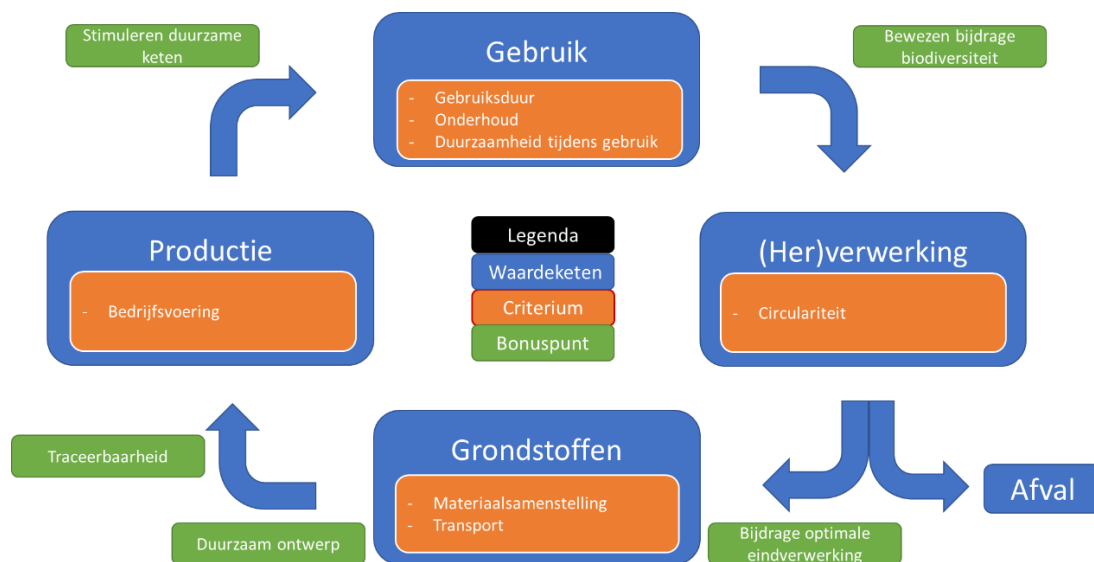 Stimuleren duurzame
keten
Gebruik
- Gebruiksduur
- Onderhoud
- Duurzaamheid tijdens gebruik
Bewezen bijdrage
biodiversiteit
Productie
- Bedrijfsvoering
Legenda
Waardeketen
Criterium
Bonuspunt
(Her)verwerking
- Circulariteit
Traceerbaarheid
Duurzaam ontwerp
Grondstoffen
- Materiaalsamenstelling
- Transport
Bijdrage optimale
eindverwerking
Afval